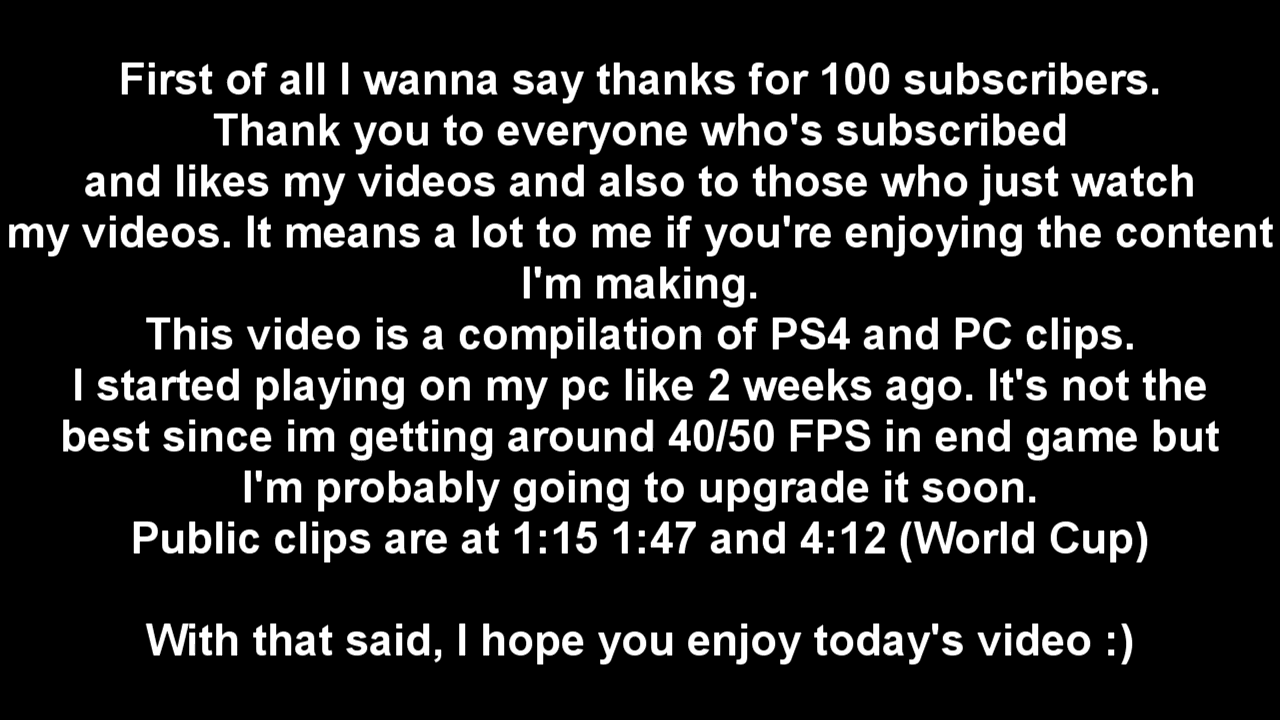 First of all I wanna say thanks for 100 subscribers.
Thank you to everyone who's subscribed
and likes my videos and also to those who just watch
my videos. It means a lot to me if you're enjoying the content
I'm making.
This video is a compilation of PS4 and PC clips.
I started playing on my pc like 2 weeks ago. It's not the
best since im getting around 40/50 FPS in end game but
I'm probably going to upgrade it soon.
Public clips are at 1:15 1:47 and 4:12 (World Cup)
With that said, I hope you enjoy today's video :)